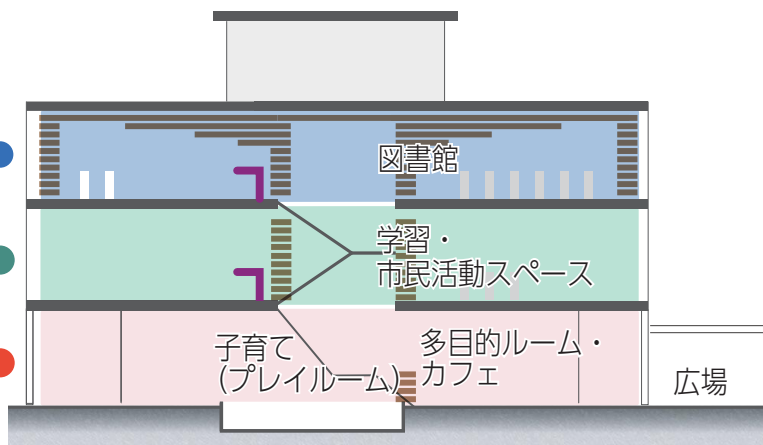 図書館
学習・
市民活動スペース
子育て
(プレイルーム)
多目的ルーム・
カフェ
広場